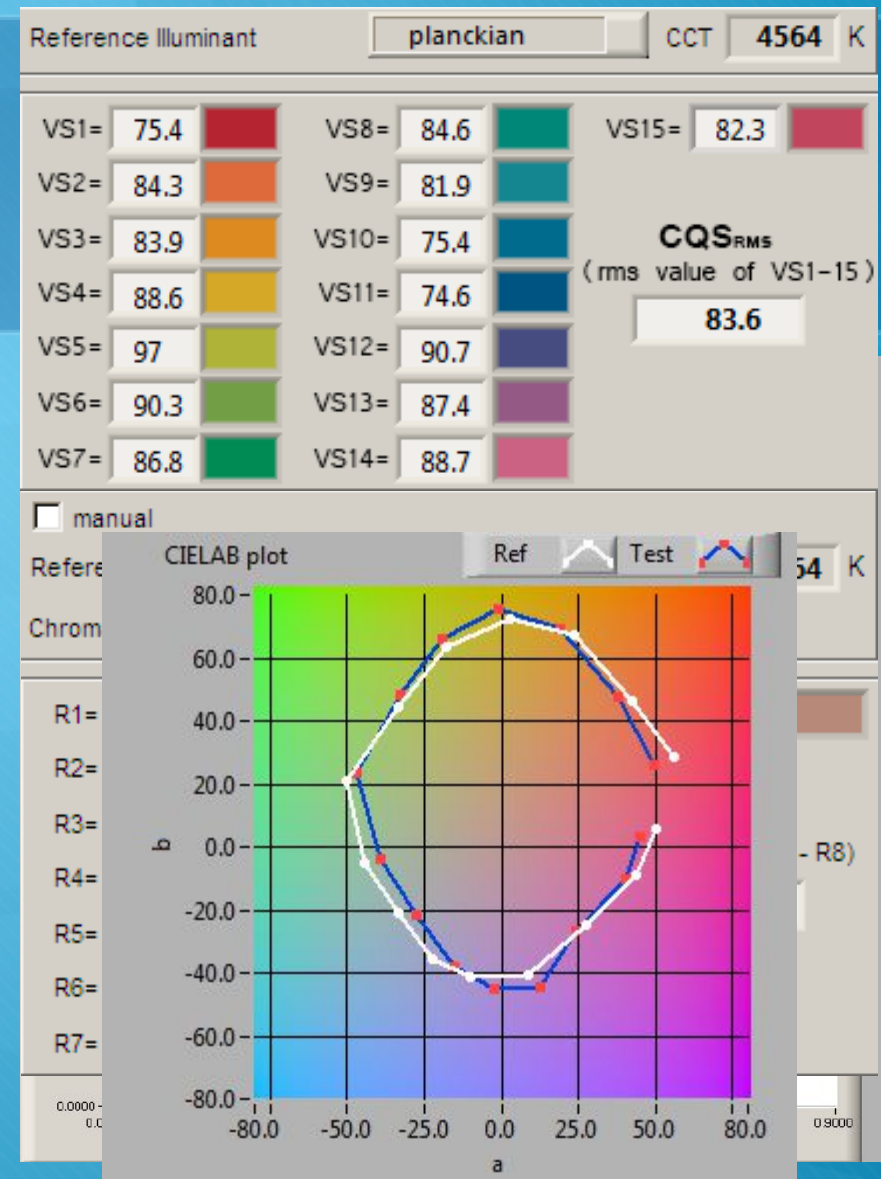 Reference Illuminant planckian CCT 4564 K
VS1= 75.4 VS8= 84.6 VS15= 82.3
VS2= 84.3 VS9= 81.9
VS3= 83.9 VS10= 75.4 CQSRMS
(rms value of VS1-15)
VS4= 88.6 VS11= 74.6
83.6
VS5= 97 VS12= 90.7
VS6= 90.3 VS13= 87.4
VS7= 86.8 VS14= 88.7
manual
CIELAB plot Ref Test
Refere 64 K
Chrom
80.0
60.0
R1=
40.0
R2=
20.0
R3=
b 0.0 - R8)
R4=
-20.0
R5=
-40.0
R6=
-60.0
R7=
-80.0
0.0000 0.9000
-80.0 -50.0 -25.0 0.0 25.0 50.0 80.0
a